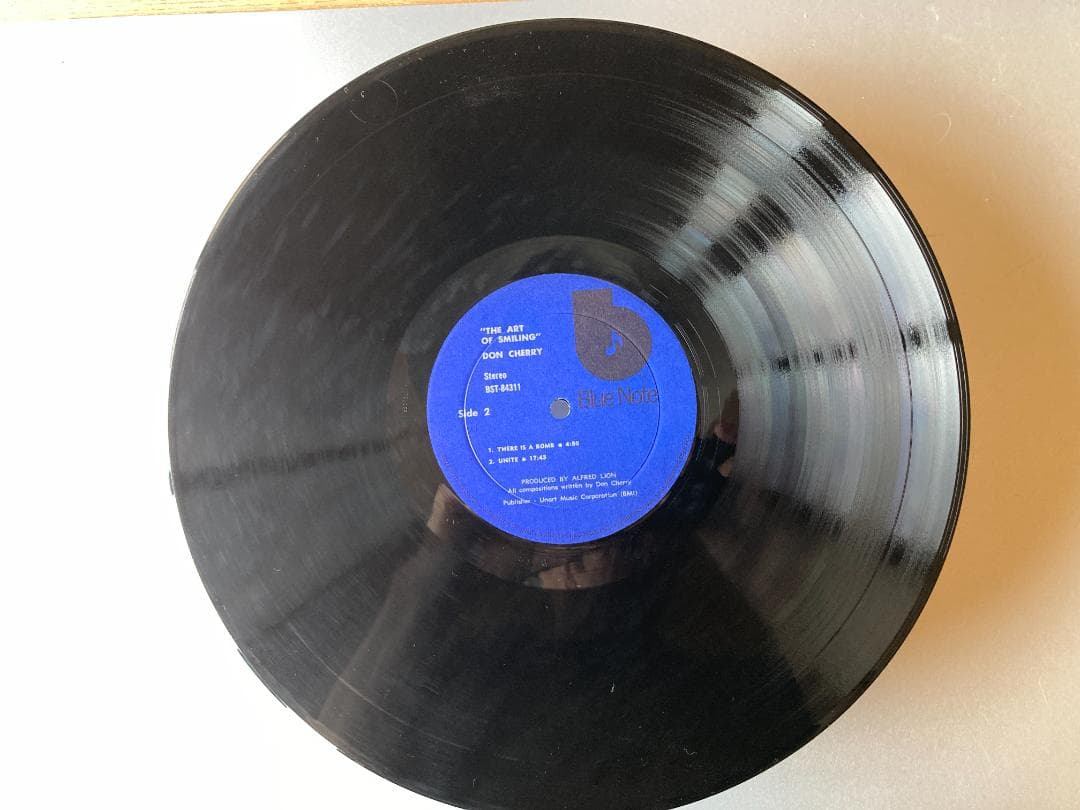 "THE ART
OF SMILING"
DON CHERRY
Stereo
BST-84311
Blue Note
Side 2
1. THERE IS A BOMB • 4:55
2. UNITE • 17:45
PRODUCED BY ALFRED LION
All compositions written by Don Cherry
Publisher - Unart Music Corporation (BMI)